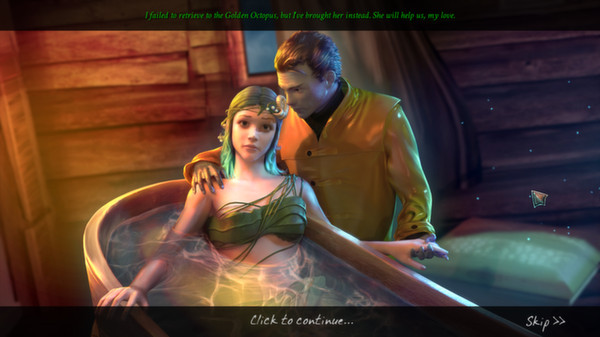 I failed to retrieve to the Golden Octopus, but I've brought her instead. She will help us, my love.
Click to continue...
Skip >>